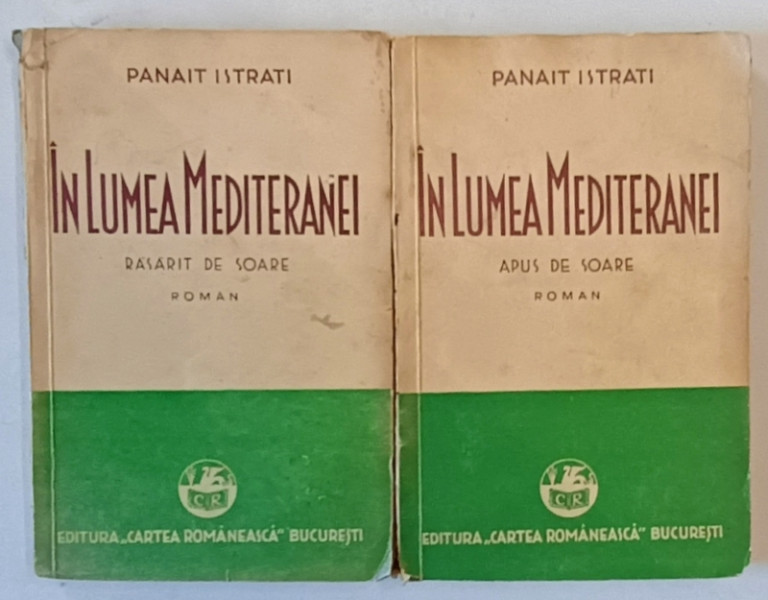 PANAIT ISTRATI
ÎN LUMEA MEDITERANEI
RĂSĂRIT DE SOARE
ROMAN
CR
EDITURA „CARTEA ROMÂNEASCĂ" BUCUREȘTI
PANAIT ISTRATI
ÎN LUMEA MEDITERANEI
APUS DE SOARE
ROMAN
CR
EDITURA „CARTEA ROMÂNEASCĂ" BUCUREȘTI